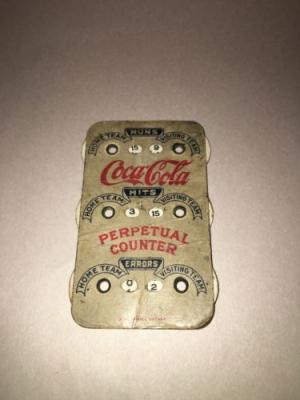 RUNS
HOME TEAM VISITING TEAM
15 9
Coca-Cola
HITS
HOME TEAM VISITING TEAM
3 15
PERPETUAL
COUNTER
ERRORS
HOME TEAM VISITING TEAM
0 2